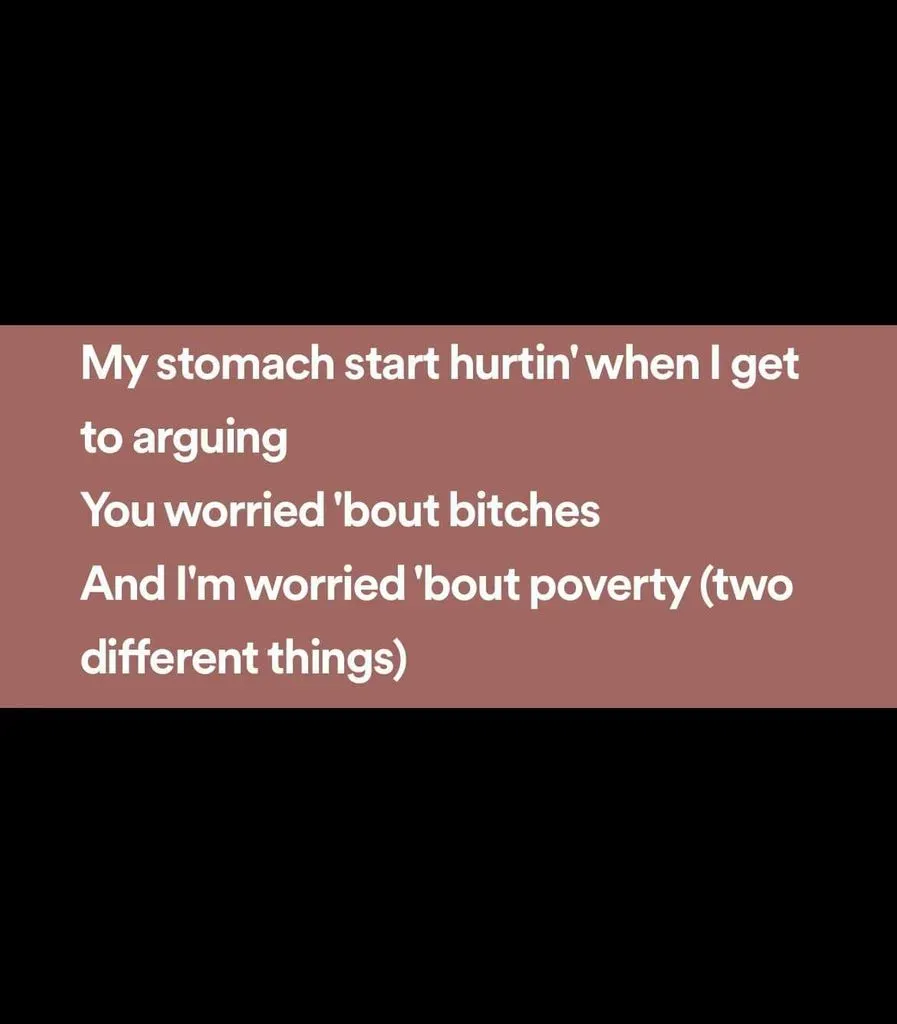 My stomach start hurtin' when I get
to arguing
You worried 'bout bitches
And I'm worried 'bout poverty (two
different things)